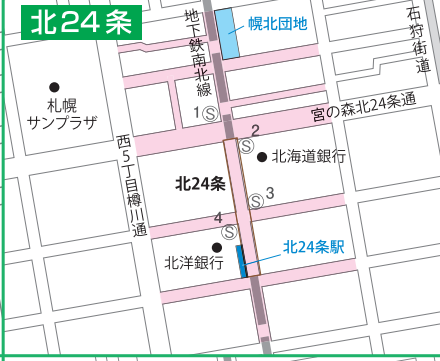 北24条
地下鉄南北線
幌北団地
石狩街道
札幌
サンプラザ
1 Ⓢ
宮の森北24条通
2
Ⓢ
北海道銀行
西5丁目樽川通
北24条
Ⓢ 3
4
Ⓢ
北洋銀行
北24条駅